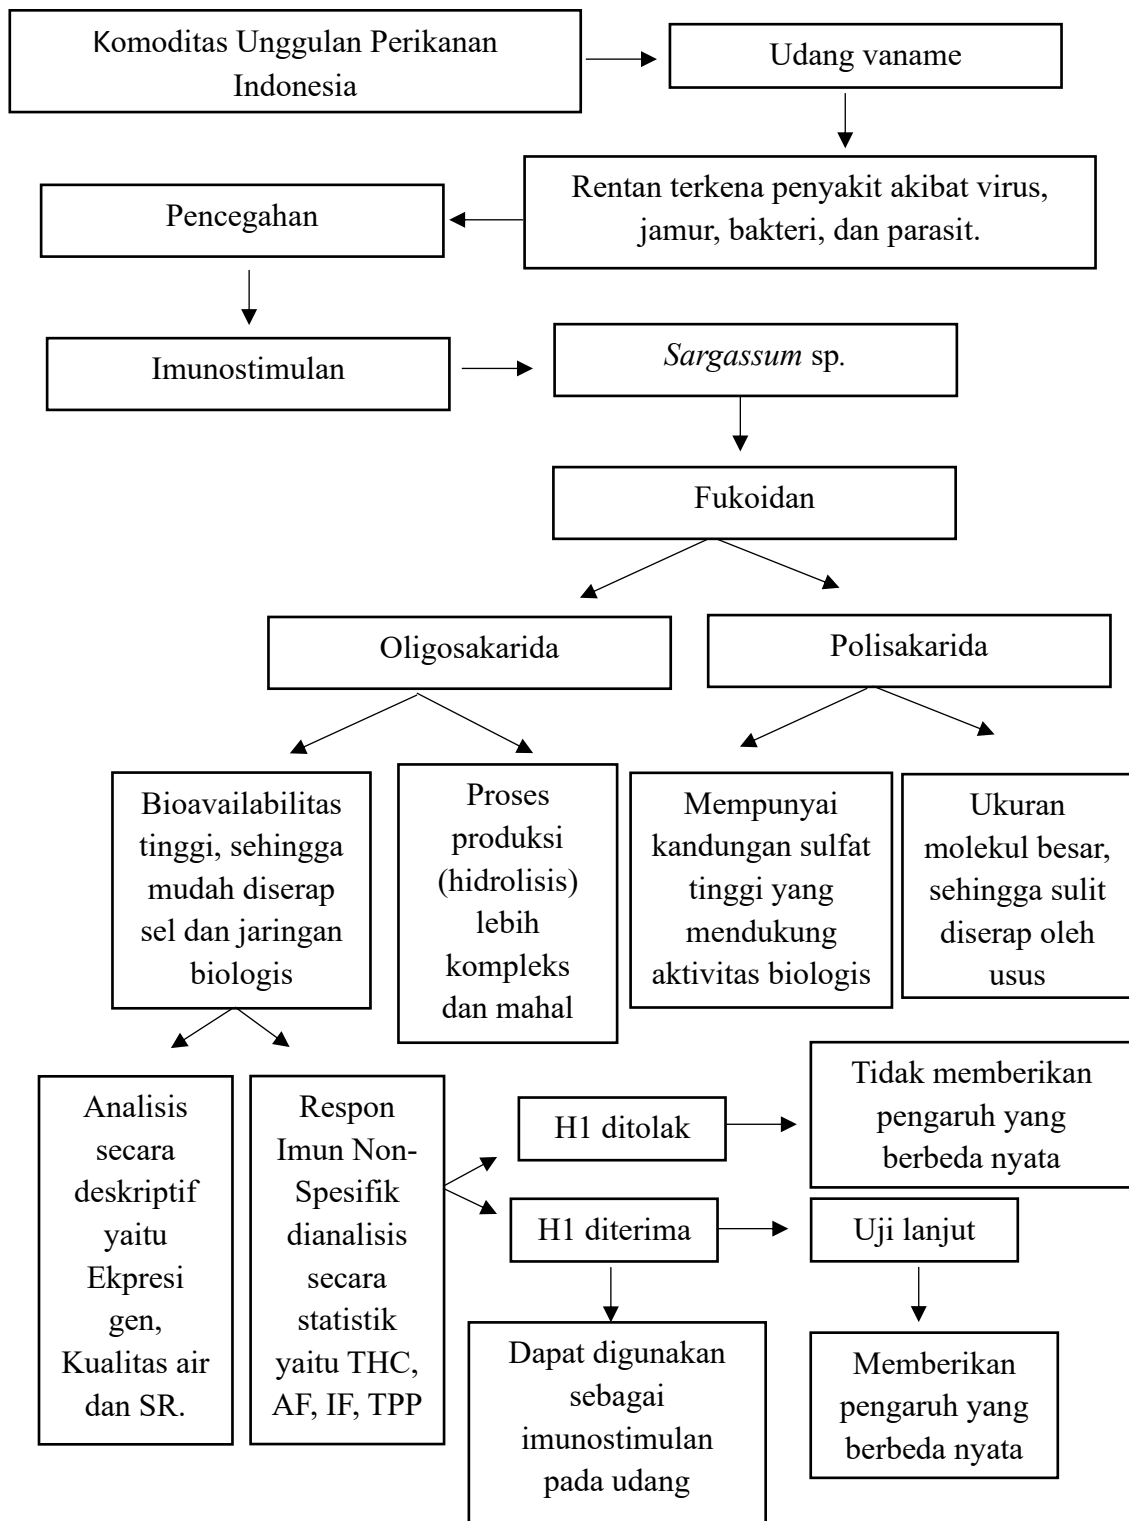 Komoditas Unggulan Perikanan
Indonesia
Udang vaname
Rentan terkena penyakit akibat virus,
jamur, bakteri, dan parasit.
Pencegahan
Imunostimulan
Sargassum sp.
Fukoidan
Oligosakarida
Polisakarida
Bioavailabilitas
tinggi, sehingga
mudah diserap
sel dan jaringan
biologis
Proses
produksi
(hidrolisis)
lebih
kompleks
dan mahal
Mempunyai
kandungan sulfat
tinggi yang
mendukung
aktivitas biologis
Ukuran
molekul besar,
sehingga sulit
diserap oleh
usus
Analisis
secara
deskriptif
yaitu
Ekpresi
gen,
Kualitas air
dan SR.
Respon
Imun Non-
Spesifik
dianalisis
secara
statistik
yaitu THC,
AF, IF, TPP
H1 ditolak
Tidak memberikan
pengaruh yang
berbeda nyata
H1 diterima
Uji lanjut
Dapat digunakan
sebagai
imunostimulan
pada udang
Memberikan
pengaruh yang
berbeda nyata